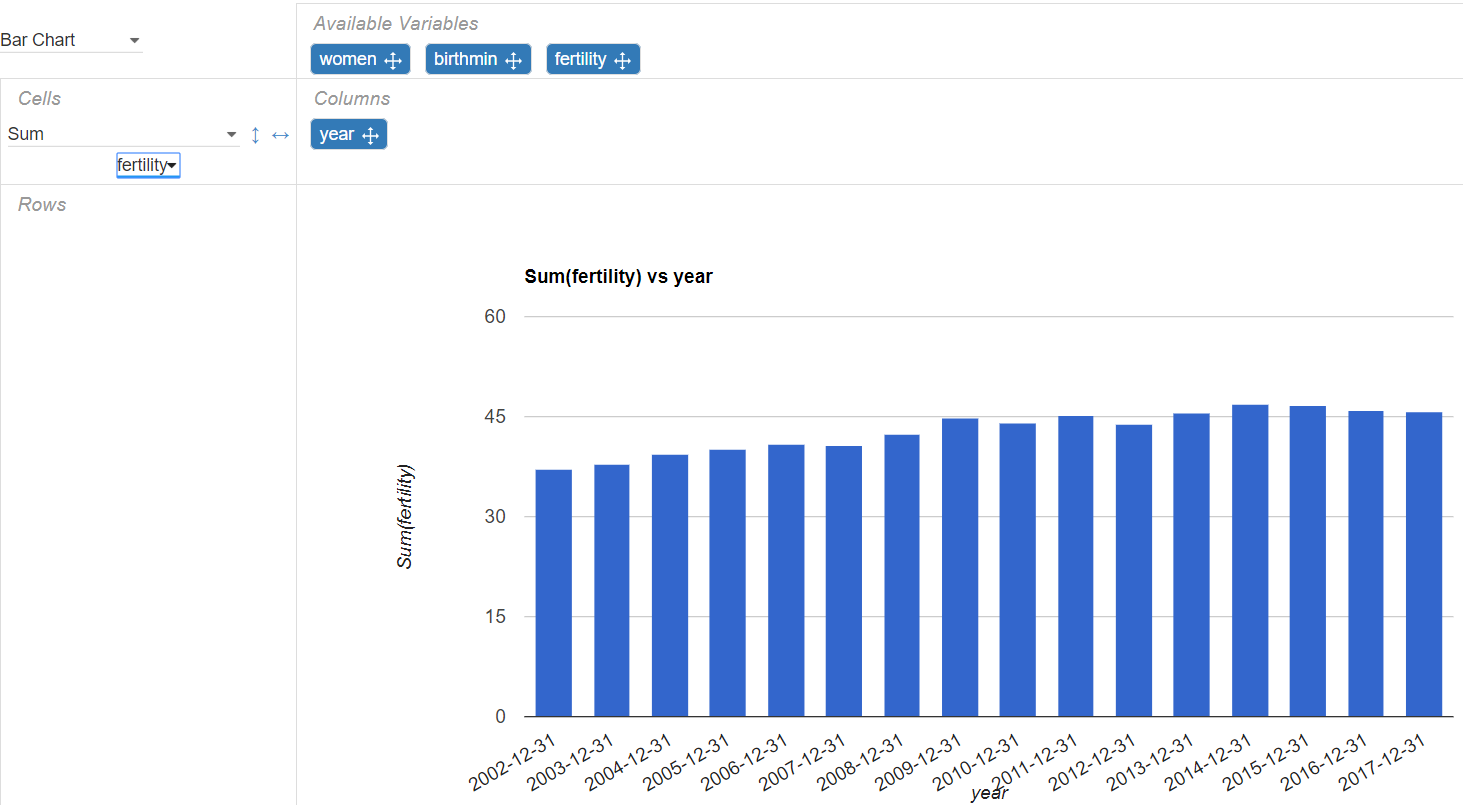 Bar Chart
Available Variables
women birthmin fertility
Cells
Sum
fertility
Columns
year
Rows
Sum(fertility) vs year
60
45
30
15
0
Sum(fertility)
2002-12-31 2003-12-31 2004-12-31 2005-12-31 2006-12-31 2007-12-31 2008-12-31 2009-12-31 2010-12-31 2011-12-31 2012-12-31 2013-12-31 2014-12-31 2015-12-31 2016-12-31 2017-12-31
year